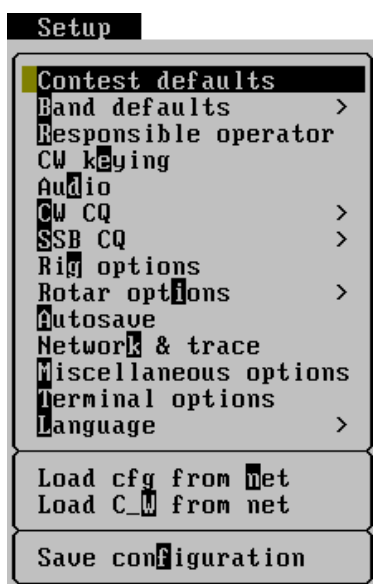 Setup
Contest defaults
Band defaults >
Responsible operator
CW keying
Audio
CW CQ >
SSB CQ >
Rig options
Rotar options >
Autosave
Network & trace
Miscellaneous options
Terminal options
Language >
Load cfg from net
Load C_W from net
Save configuration